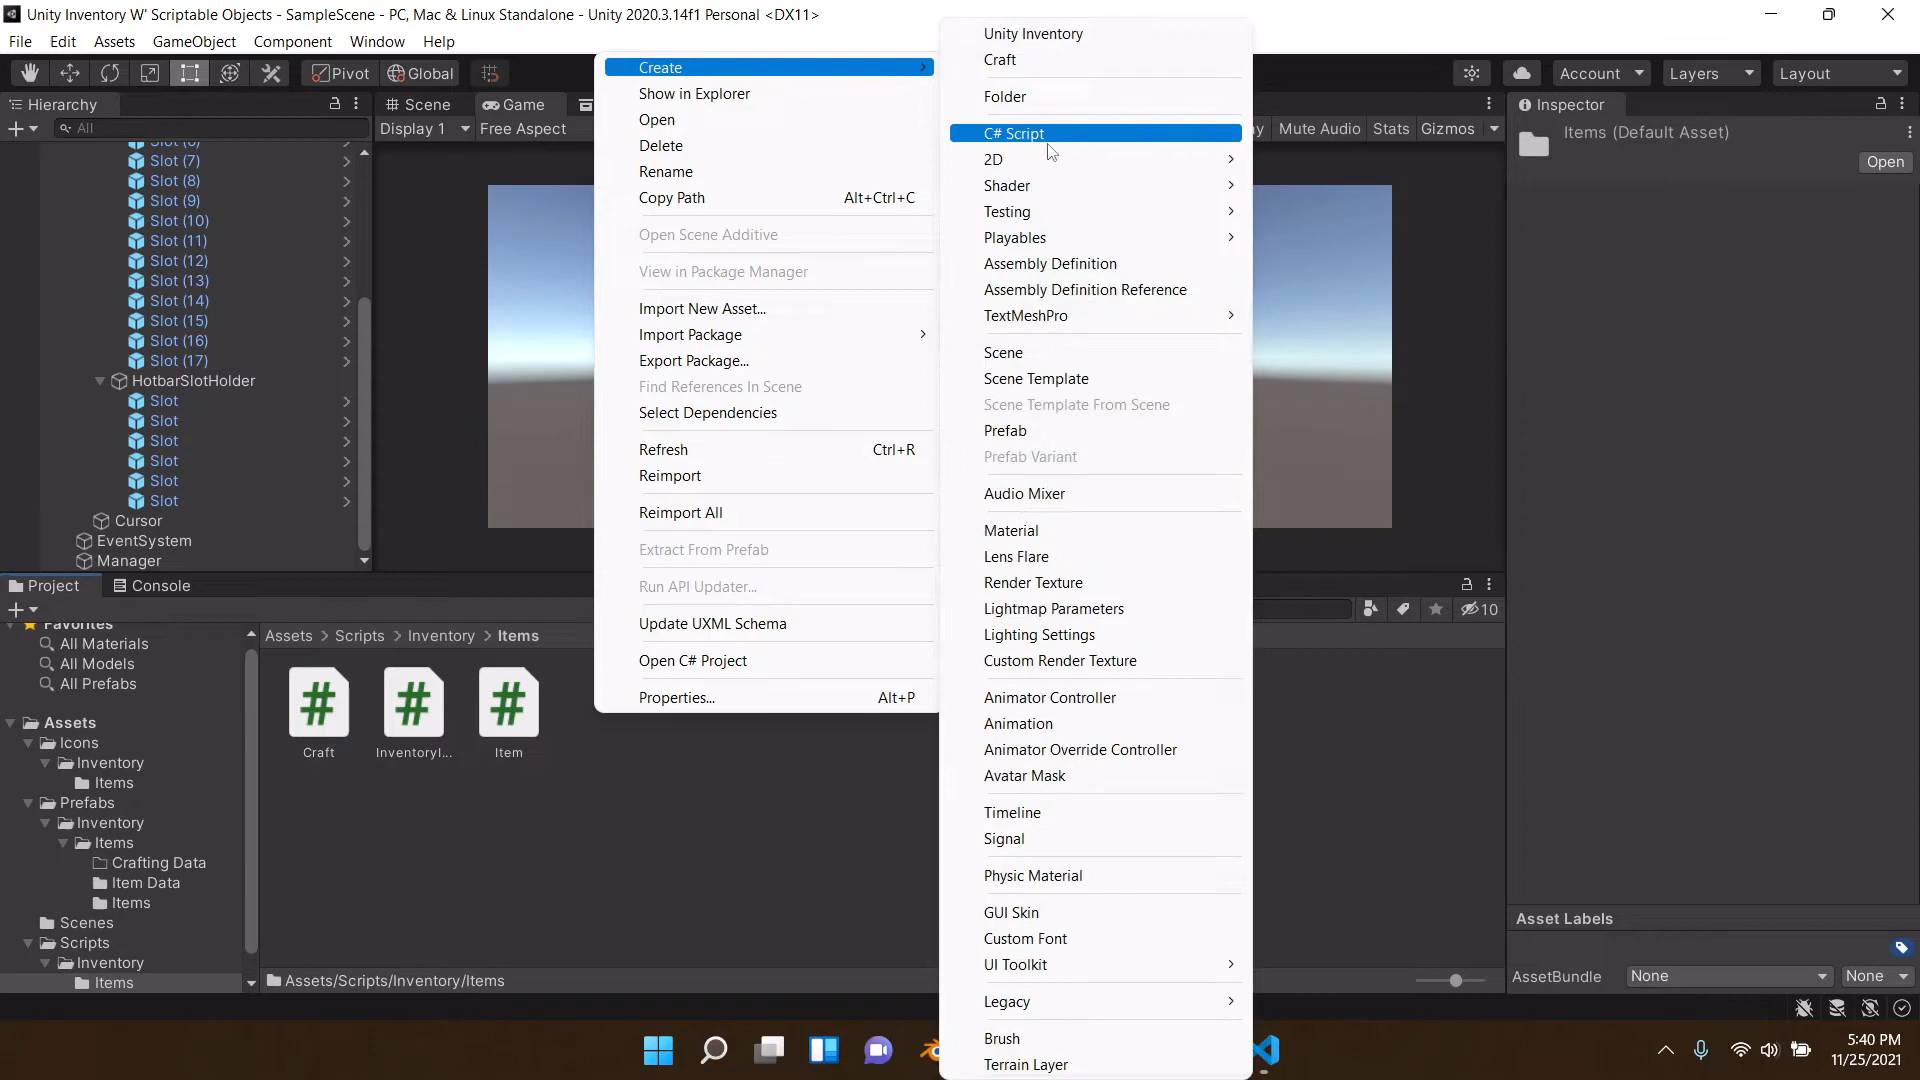 Unity Inventory W' Scriptable Objects - SampleScene - PC, Mac & Linux Standalone - Unity 2020.3.14f1 Personal <DX11>
File Edit Assets GameObject Component Window Help
Pivot Global
Account Layers Layout
Hierarchy
All
Slot (6)
Slot (7)
Slot (8)
Slot (9)
Slot (10)
Slot (11)
Slot (12)
Slot (13)
Slot (14)
Slot (15)
Slot (16)
Slot (17)
HotbarSlotHolder
Slot
Slot
Slot
Slot
Slot
Slot
Cursor
EventSystem
Manager
Scene Game
Display 1 Free Aspect
Mute Audio Stats Gizmos
Create
Show in Explorer
Open
Delete
Rename
Copy Path Alt+Ctrl+C
Open Scene Additive
View in Package Manager
Import New Asset...
Import Package
Export Package...
Find References In Scene
Select Dependencies
Refresh Ctrl+R
Reimport
Reimport All
Extract From Prefab
Run API Updater...
Update UXML Schema
Open C# Project
Properties... Alt+P
Unity Inventory
Craft
Folder
C# Script
2D
Shader
Testing
Playables
Assembly Definition
Assembly Definition Reference
TextMeshPro
Scene
Scene Template
Scene Template From Scene
Prefab
Prefab Variant
Audio Mixer
Material
Lens Flare
Render Texture
Lightmap Parameters
Lighting Settings
Custom Render Texture
Animator Controller
Animation
Animator Override Controller
Avatar Mask
Timeline
Signal
Physic Material
GUI Skin
Custom Font
UI Toolkit
Legacy
Brush
Terrain Layer
Inspector
Items (Default Asset)
Open
Asset Labels
AssetBundle None None
Project Console
10
Favorites
All Materials
All Models
All Prefabs
Assets
Icons
Inventory
Items
Prefabs
Inventory
Items
Crafting Data
Item Data
Items
Scenes
Scripts
Inventory
Items
Assets > Scripts > Inventory > Items
Craft
InventoryI...
Item
Assets/Scripts/Inventory/Items
5:40 PM
11/25/2021